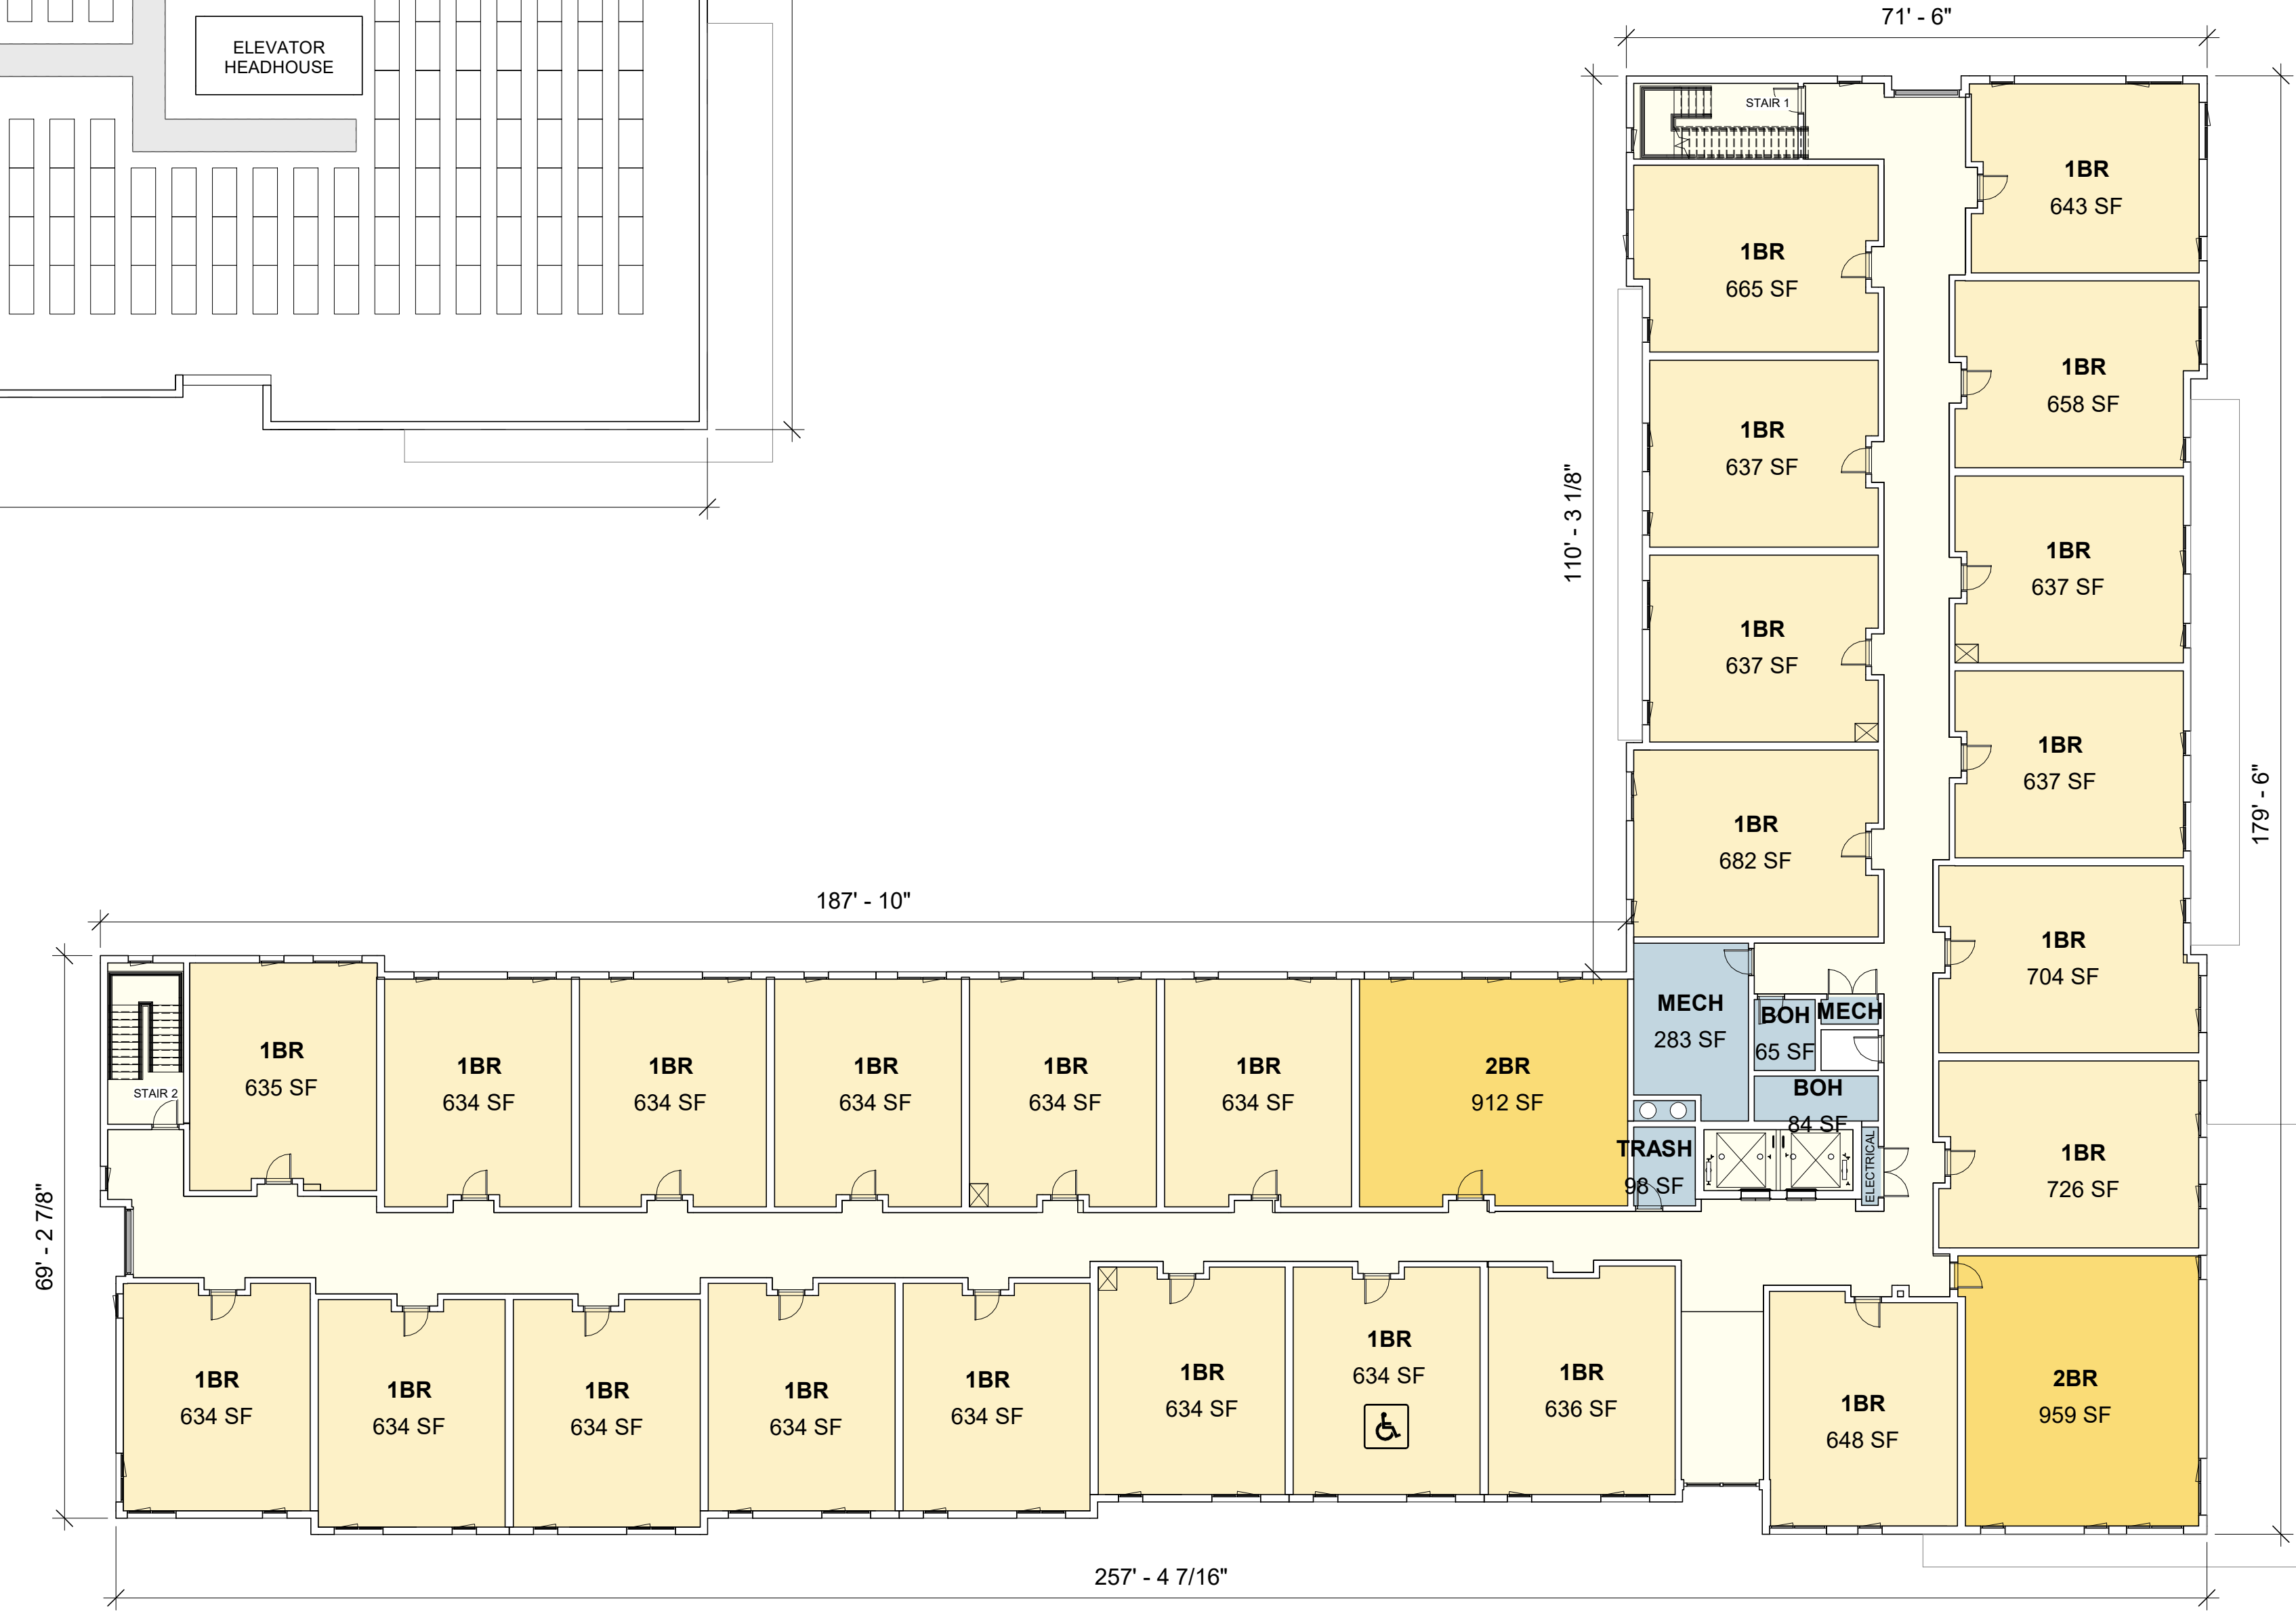 71' - 6"
ELEVATOR
HEADHOUSE
STAIR 1
1BR
643 SF
1BR
665 SF
1BR
658 SF
1BR
637 SF
1BR
637 SF
110' - 3 1/8"
1BR
637 SF
1BR
637 SF
179' - 6"
1BR
682 SF
187' - 10"
1BR
704 SF
MECH
283 SF
BOH
65 SF
MECH
BOH
84 SF
1BR
635 SF
1BR
634 SF
1BR
634 SF
1BR
634 SF
1BR
634 SF
1BR
634 SF
2BR
912 SF
STAIR 2
TRASH
98 SF
ELECTRICAL
1BR
726 SF
69' - 2 7/8"
1BR
634 SF
1BR
634 SF
1BR
634 SF
1BR
634 SF
1BR
634 SF
1BR
634 SF
1BR
634 SF
1BR
636 SF
1BR
648 SF
2BR
959 SF
257' - 4 7/16"